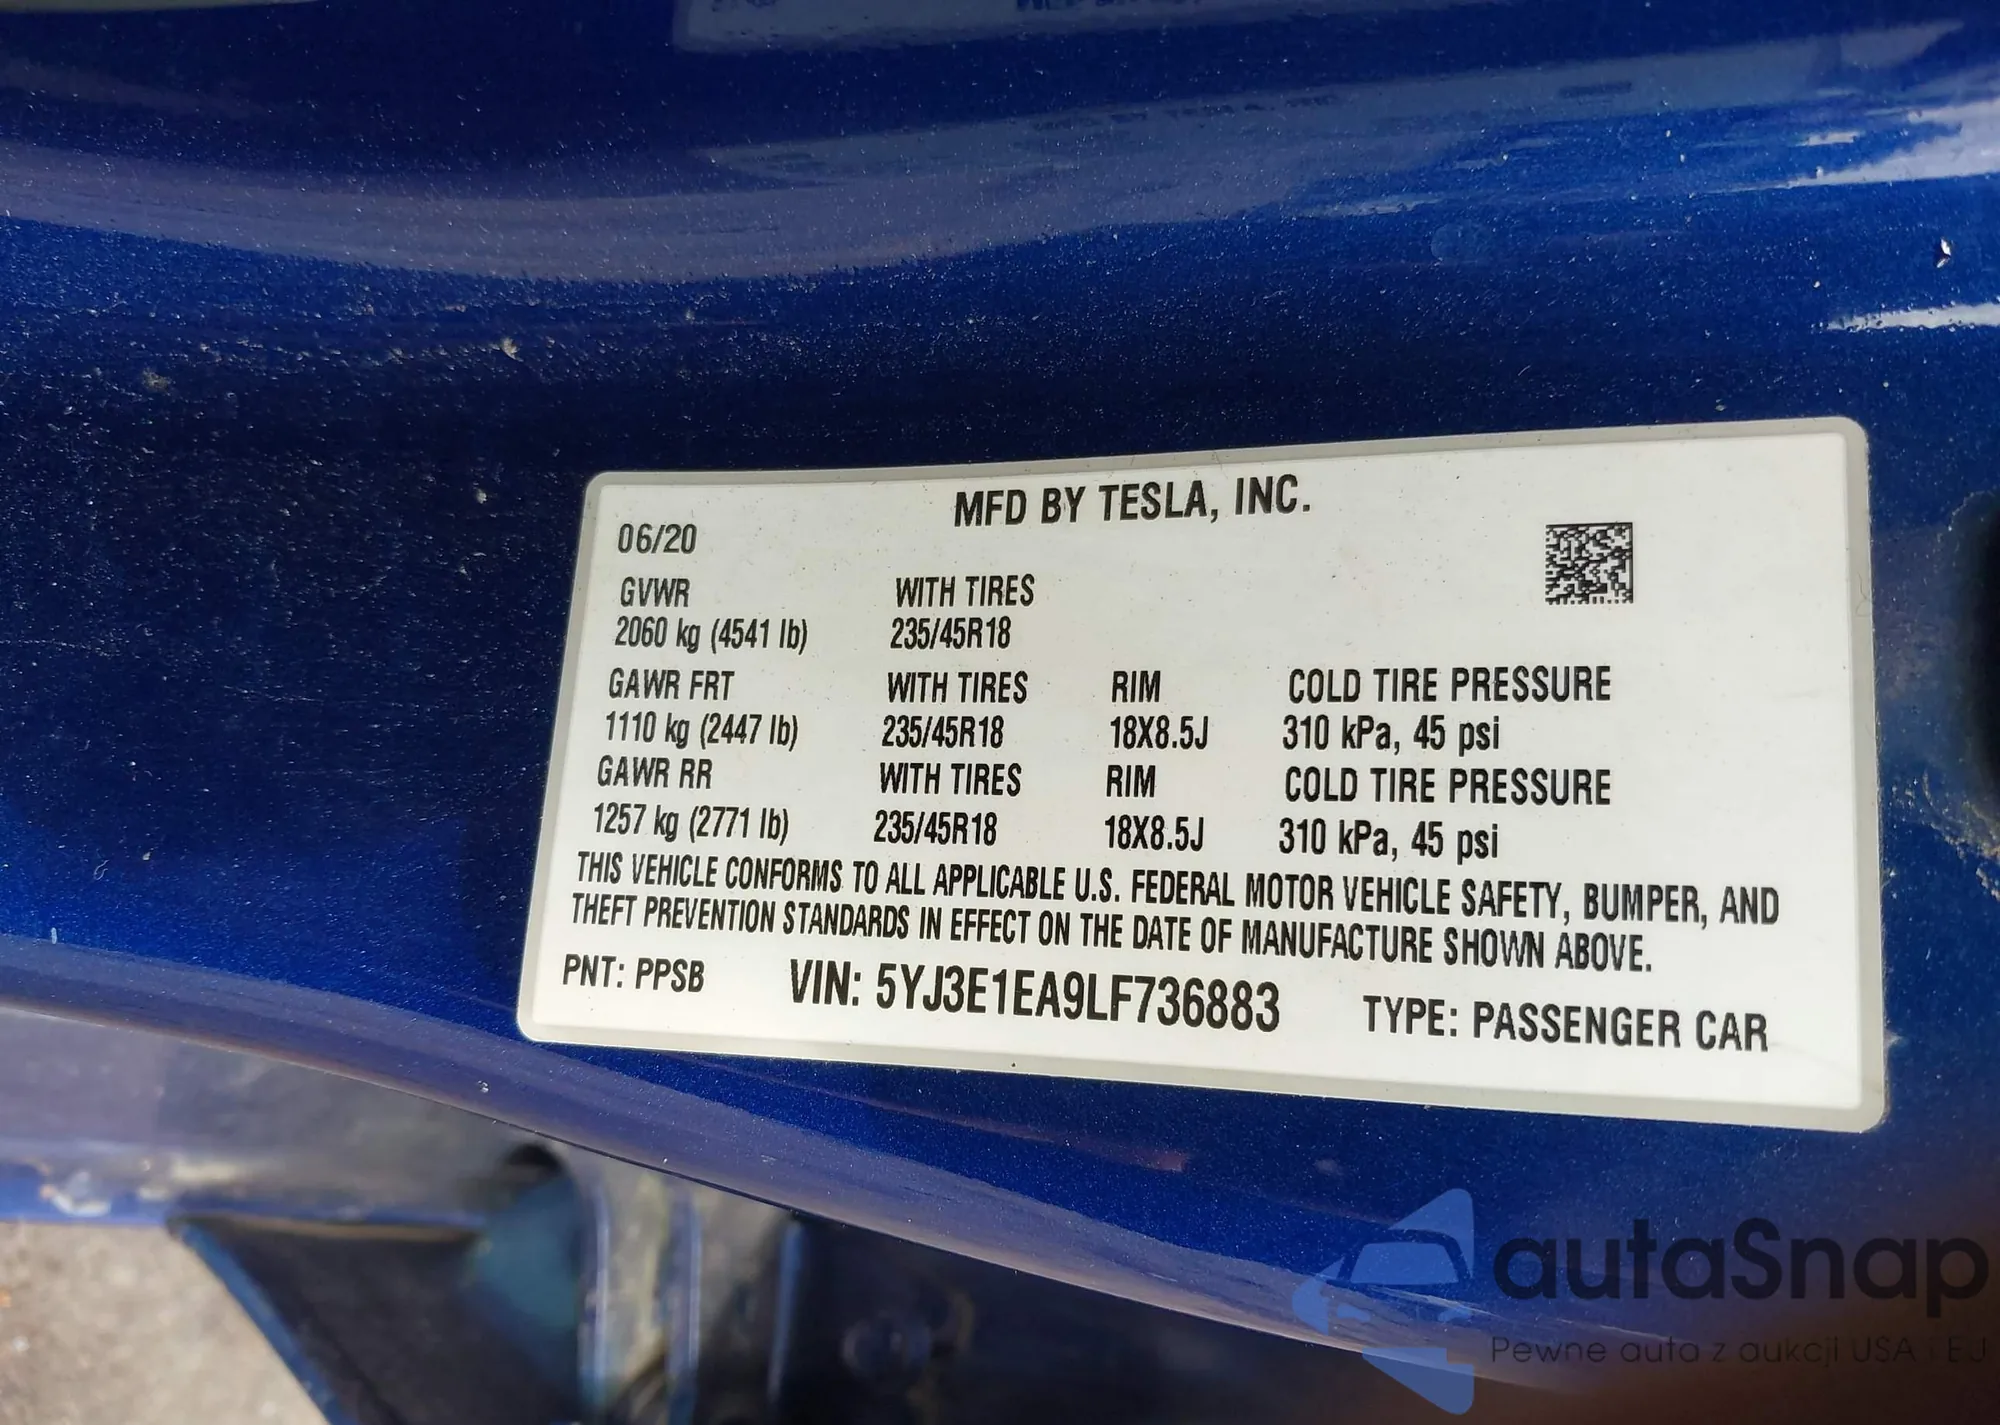 MFD BY TESLA, INC.
06/20
GVWR WITH TIRES
2060 kg (4541 lb) 235/45R18
GAWR FRT WITH TIRES RIM COLD TIRE PRESSURE
1110 kg (2447 lb) 235/45R18 18X8.5J 310 kPa, 45 psi
GAWR RR WITH TIRES RIM COLD TIRE PRESSURE
1257 kg (2771 lb) 235/45R18 18X8.5J 310 kPa, 45 psi
THIS VEHICLE CONFORMS TO ALL APPLICABLE U.S. FEDERAL MOTOR VEHICLE SAFETY, BUMPER, AND
THEFT PREVENTION STANDARDS IN EFFECT ON THE DATE OF MANUFACTURE SHOWN ABOVE.
PNT: PPSB VIN: 5YJ3E1EA9LF736883 TYPE: PASSENGER CAR
autaSnap
Pewne auta z aukcji USA i EU